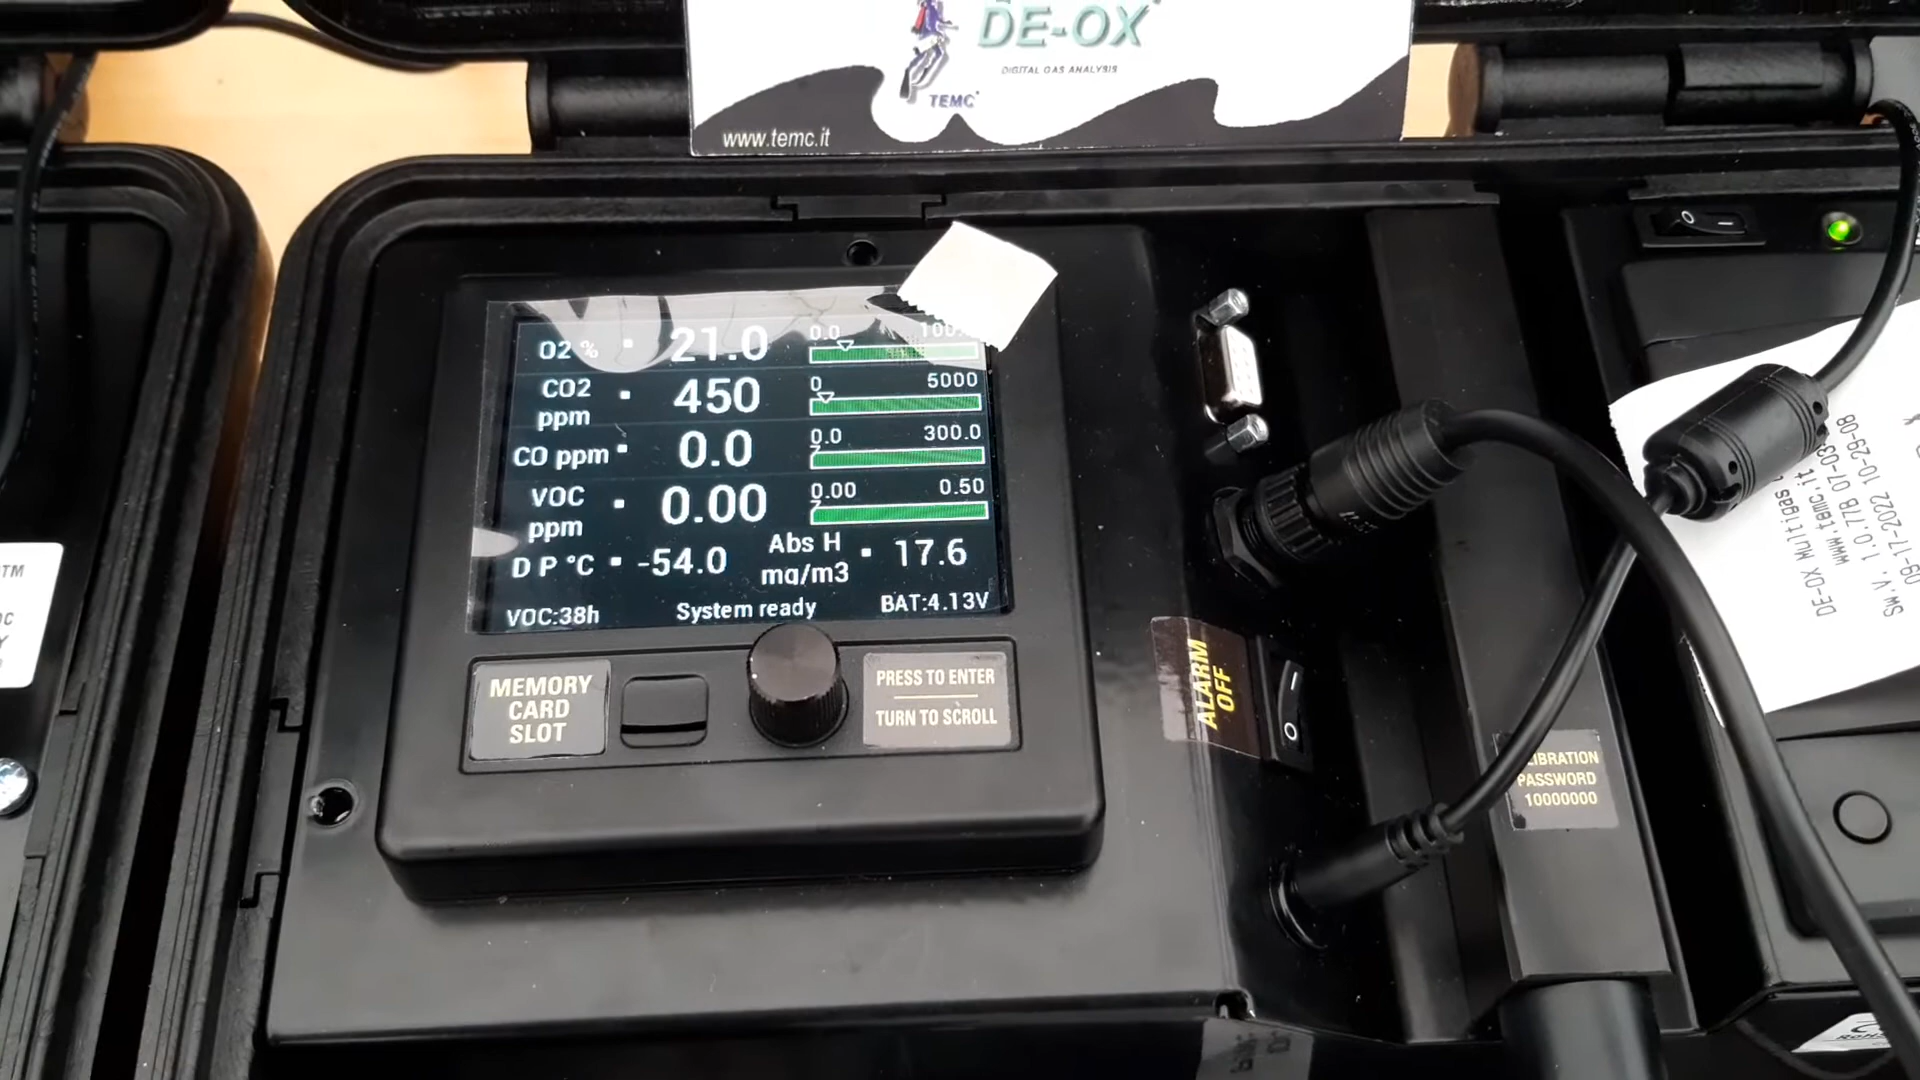 DE-OX
DIGITAL GAS ANALYSIS
TEMC
www.temc.it
O2 % 21.0 0.0
CO2 ppm 450 0 5000
CO ppm 0.0 0.0 300.0
VOC ppm 0.00 0.00 0.50
D P °C -54.0 Abs H mg/m3 17.6
VOC:38h System ready BAT:4.13V
MEMORY
CARD
SLOT
PRESS TO ENTER
TURN TO SCROLL
ALARM
OFF
PASSWORD
10000000
DE-OX Multigas
www.temc.it
Sw.V. 1.0.77B 07-03
09-17-2022 10-29-08
TM